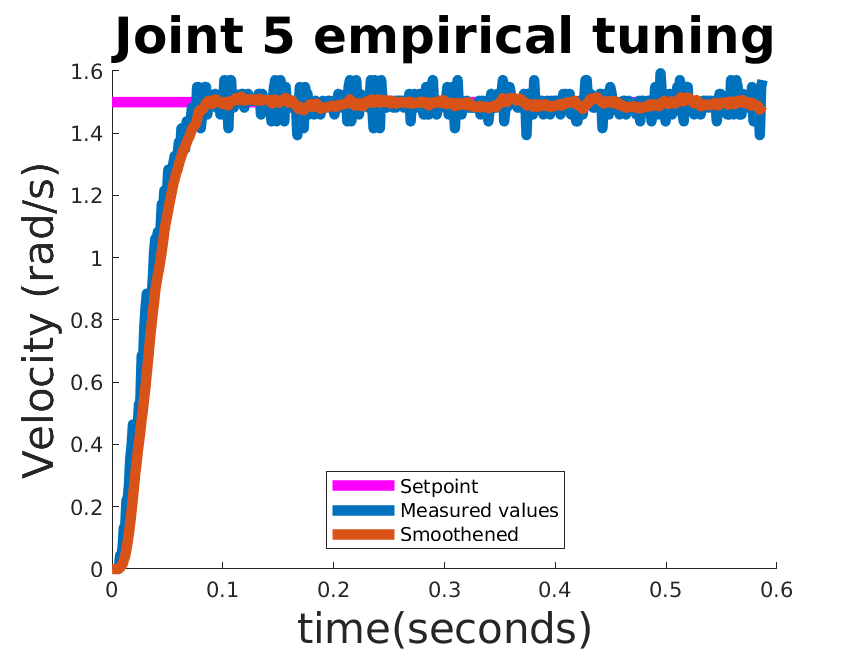 Joint 5 empirical tuning
Velocity (rad/s)
1.6
1.4
1.2
1
0.8
0.6
0.4
0.2
0
Setpoint
Measured values
Smoothened
0 0.1 0.2 0.3 0.4 0.5 0.6
time(seconds)